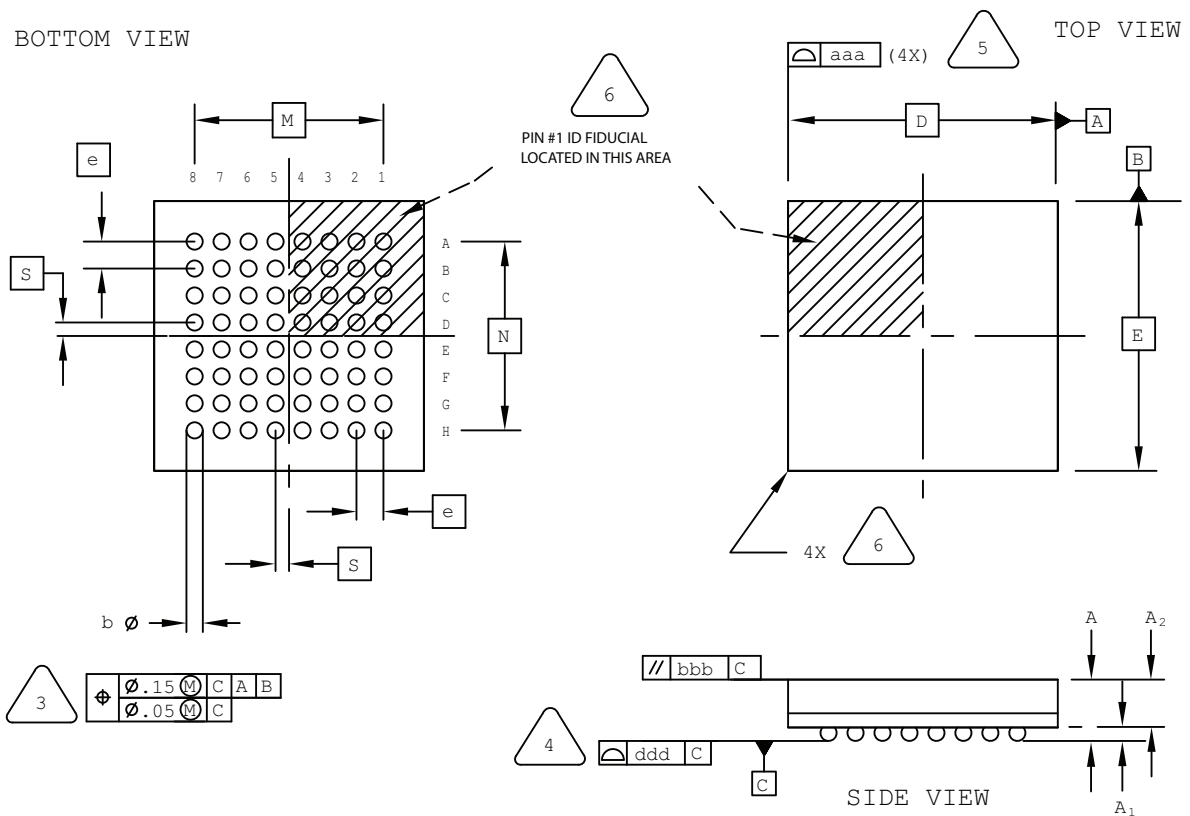 BOTTOM VIEW
TOP VIEW
aaa (4X)
5
6
M
D
A
PIN #1 ID FIDUCIAL
LOCATED IN THIS AREA
e
B
8 7 6 5 4 3 2 1
A
B
C
D
E
F
G
H
S
N
E
e
S
4X
6
b Ø
A
A₂
3
⌖ Ø.15 Ⓜ C A B
Ø.05 Ⓜ C
// bbb C
4
ddd C
C
SIDE VIEW
A₁